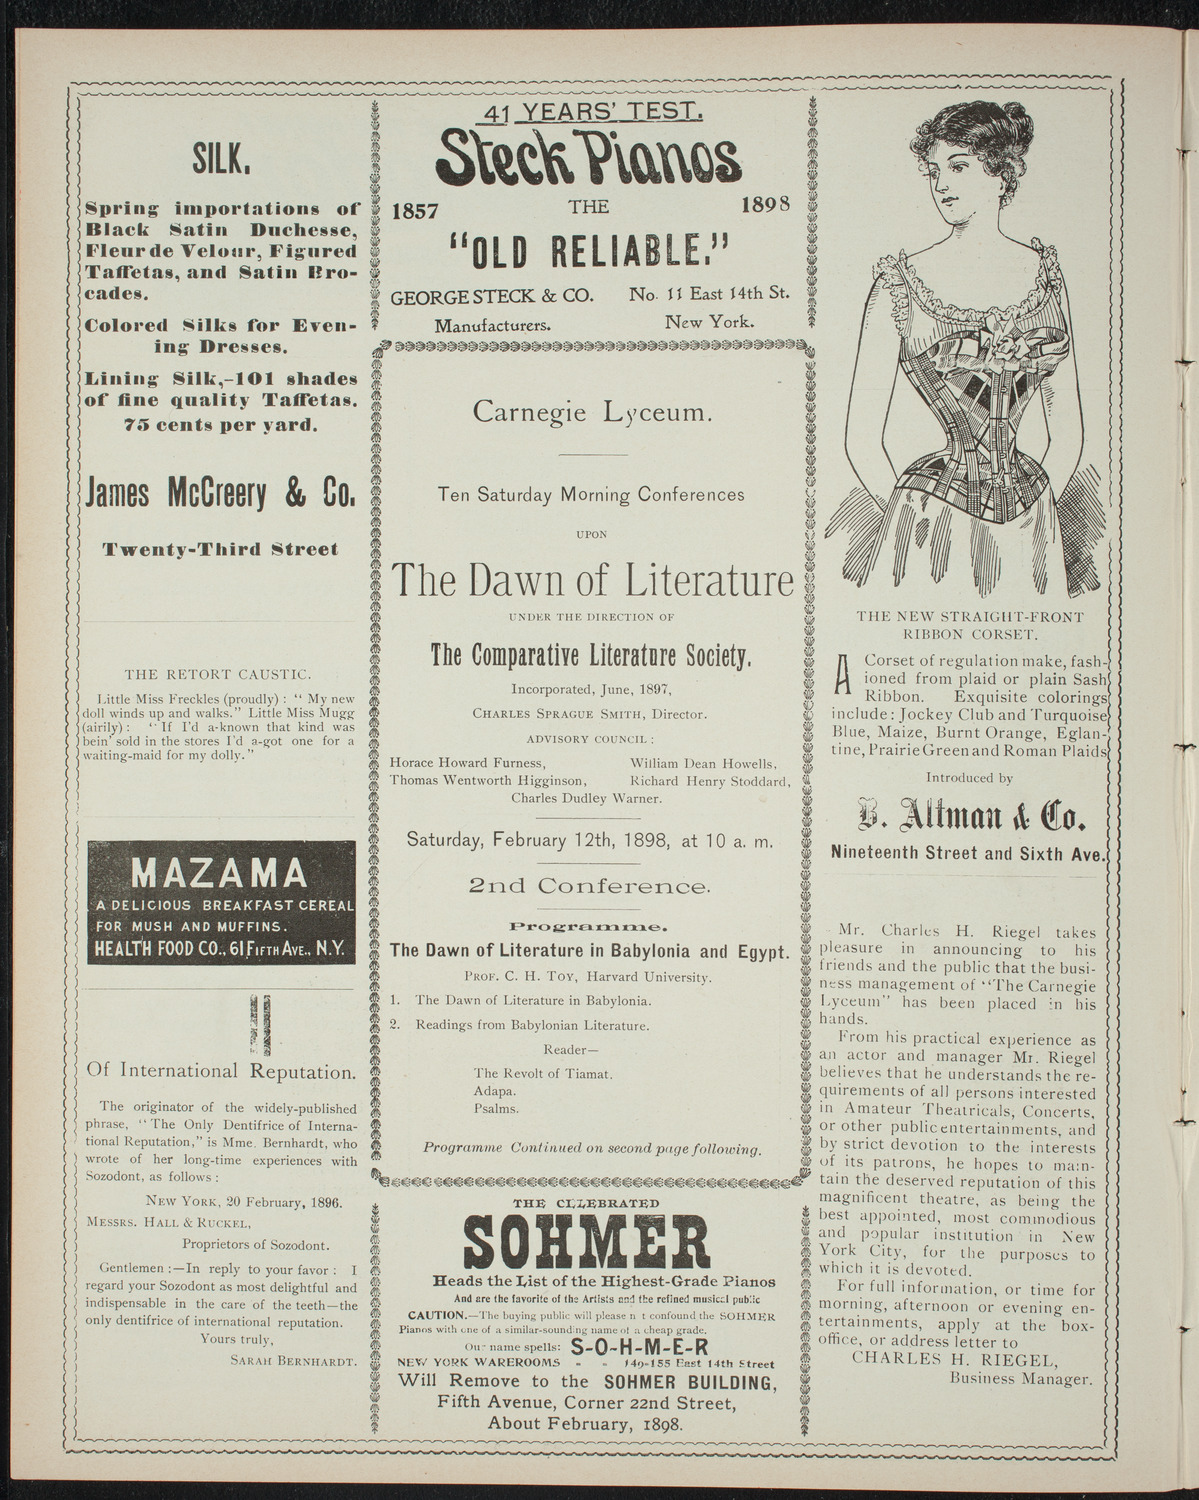 SILK.
Spring importations of
Black Satin Duchesse,
Fleur de Velour, Figured
Taffetas, and Satin Bro-
cades.
Colored Silks for Even-
ing Dresses.
Lining Silk,-101 shades
of fine quality Taffetas.
75 cents per yard.
James McCreery & Co.
Twenty-Third Street
THE RETORT CAUSTIC.
Little Miss Freckles (proudly) : "My new
doll winds up and walks." Little Miss Mugg
(airily) : "If I'd a-known that kind was
bein' sold in the stores I'd a-got one for a
waiting-maid for my dolly."
MAZAMA
A DELICIOUS BREAKFAST CEREAL
FOR MUSH AND MUFFINS.
HEALTH FOOD CO., 61 FIFTH AVE., N.Y.
Of International Reputation.
The originator of the widely-published
phrase, "The Only Dentifrice of Interna-
tional Reputation," is Mme. Bernhardt, who
wrote of her long-time experiences with
Sozodont, as follows :
NEW YORK, 20 February, 1896.
MESSRS. HALL & RUCKEL,
Proprietors of Sozodont.
Gentlemen :—In reply to your favor : I
regard your Sozodont as most delightful and
indispensable in the care of the teeth—the
only dentifrice of international reputation.
Yours truly,
SARAH BERNHARDT.
41 YEARS' TEST.
Steck Pianos
1857 THE 1898
"OLD RELIABLE."
GEORGE STECK & CO. No. 11 East 14th St.
Manufacturers. New York.
Carnegie Lyceum.
Ten Saturday Morning Conferences
UPON
The Dawn of Literature
UNDER THE DIRECTION OF
The Comparative Literature Society.
Incorporated, June, 1897,
CHARLES SPRAGUE SMITH, Director.
ADVISORY COUNCIL :
Horace Howard Furness, William Dean Howells,
Thomas Wentworth Higginson, Richard Henry Stoddard,
Charles Dudley Warner.
Saturday, February 12th, 1898, at 10 a. m.
2nd Conference.
Programme.
The Dawn of Literature in Babylonia and Egypt.
PROF. C. H. TOY, Harvard University.
1. The Dawn of Literature in Babylonia.
2. Readings from Babylonian Literature.
Reader—
The Revolt of Tiamat.
Adapa.
Psalms.
Programme Continued on second page following.
THE CELEBRATED
SOHMER
Heads the List of the Highest-Grade Pianos
And are the favorite of the Artists and the refined musical public
CAUTION.—The buying public will please n t confound the SOHMER
Pianos with one of a similar-sounding name of a cheap grade.
Our name spells: S-O-H-M-E-R
NEW YORK WAREROOMS - - 149-155 East 14th Street
Will Remove to the SOHMER BUILDING,
Fifth Avenue, Corner 22nd Street,
About February, 1898.
THE NEW STRAIGHT-FRONT
RIBBON CORSET.
A Corset of regulation make, fash-
ioned from plaid or plain Sash
Ribbon. Exquisite colorings
include : Jockey Club and Turquoise
Blue, Maize, Burnt Orange, Eglan-
tine, Prairie Green and Roman Plaids
Introduced by
B. Altman & Co.
Nineteenth Street and Sixth Ave.
Mr. Charles H. Riegel takes
pleasure in announcing to his
friends and the public that the busi-
ness management of "The Carnegie
Lyceum" has been placed in his
hands.
From his practical experience as
an actor and manager Mr. Riegel
believes that he understands the re-
quirements of all persons interested
in Amateur Theatricals, Concerts,
or other public entertainments, and
by strict devotion to the interests
of its patrons, he hopes to main-
tain the deserved reputation of this
magnificent theatre, as being the
best appointed, most commodious
and popular institution in New
York City, for the purposes to
which it is devoted.
For full information, or time for
morning, afternoon or evening en-
tertainments, apply at the box-
office, or address letter to
CHARLES H. RIEGEL,
Business Manager.